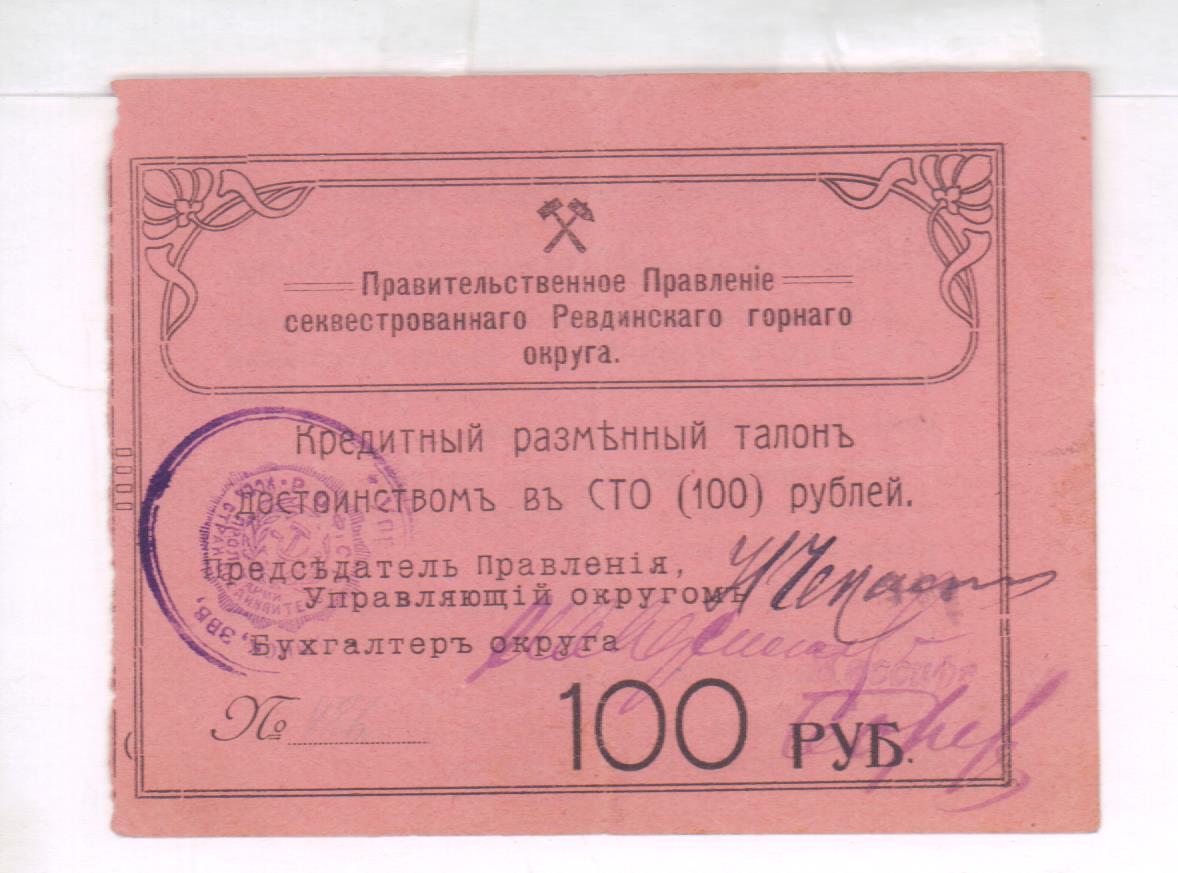 Правительственное Правленіе
секвестрованнаго Ревдинскаго горнаго
округа.
Кредитный размѣнный талонъ
достоинствомъ въ СТО (100) рублей.
Предсѣдатель Правленія,
Управляющій округомъ
Бухгалтеръ округа
Кассиръ
№
100 РУБ.